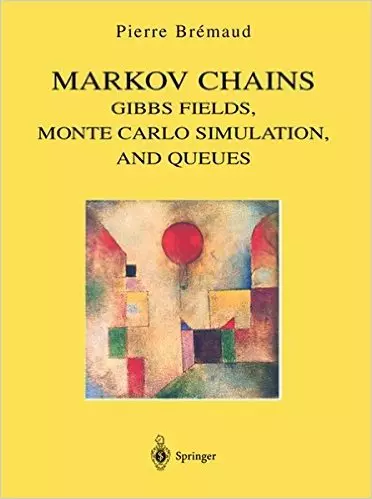 Pierre Brémaud
MARKOV CHAINS
GIBBS FIELDS,
MONTE CARLO SIMULATION,
AND QUEUES
Springer